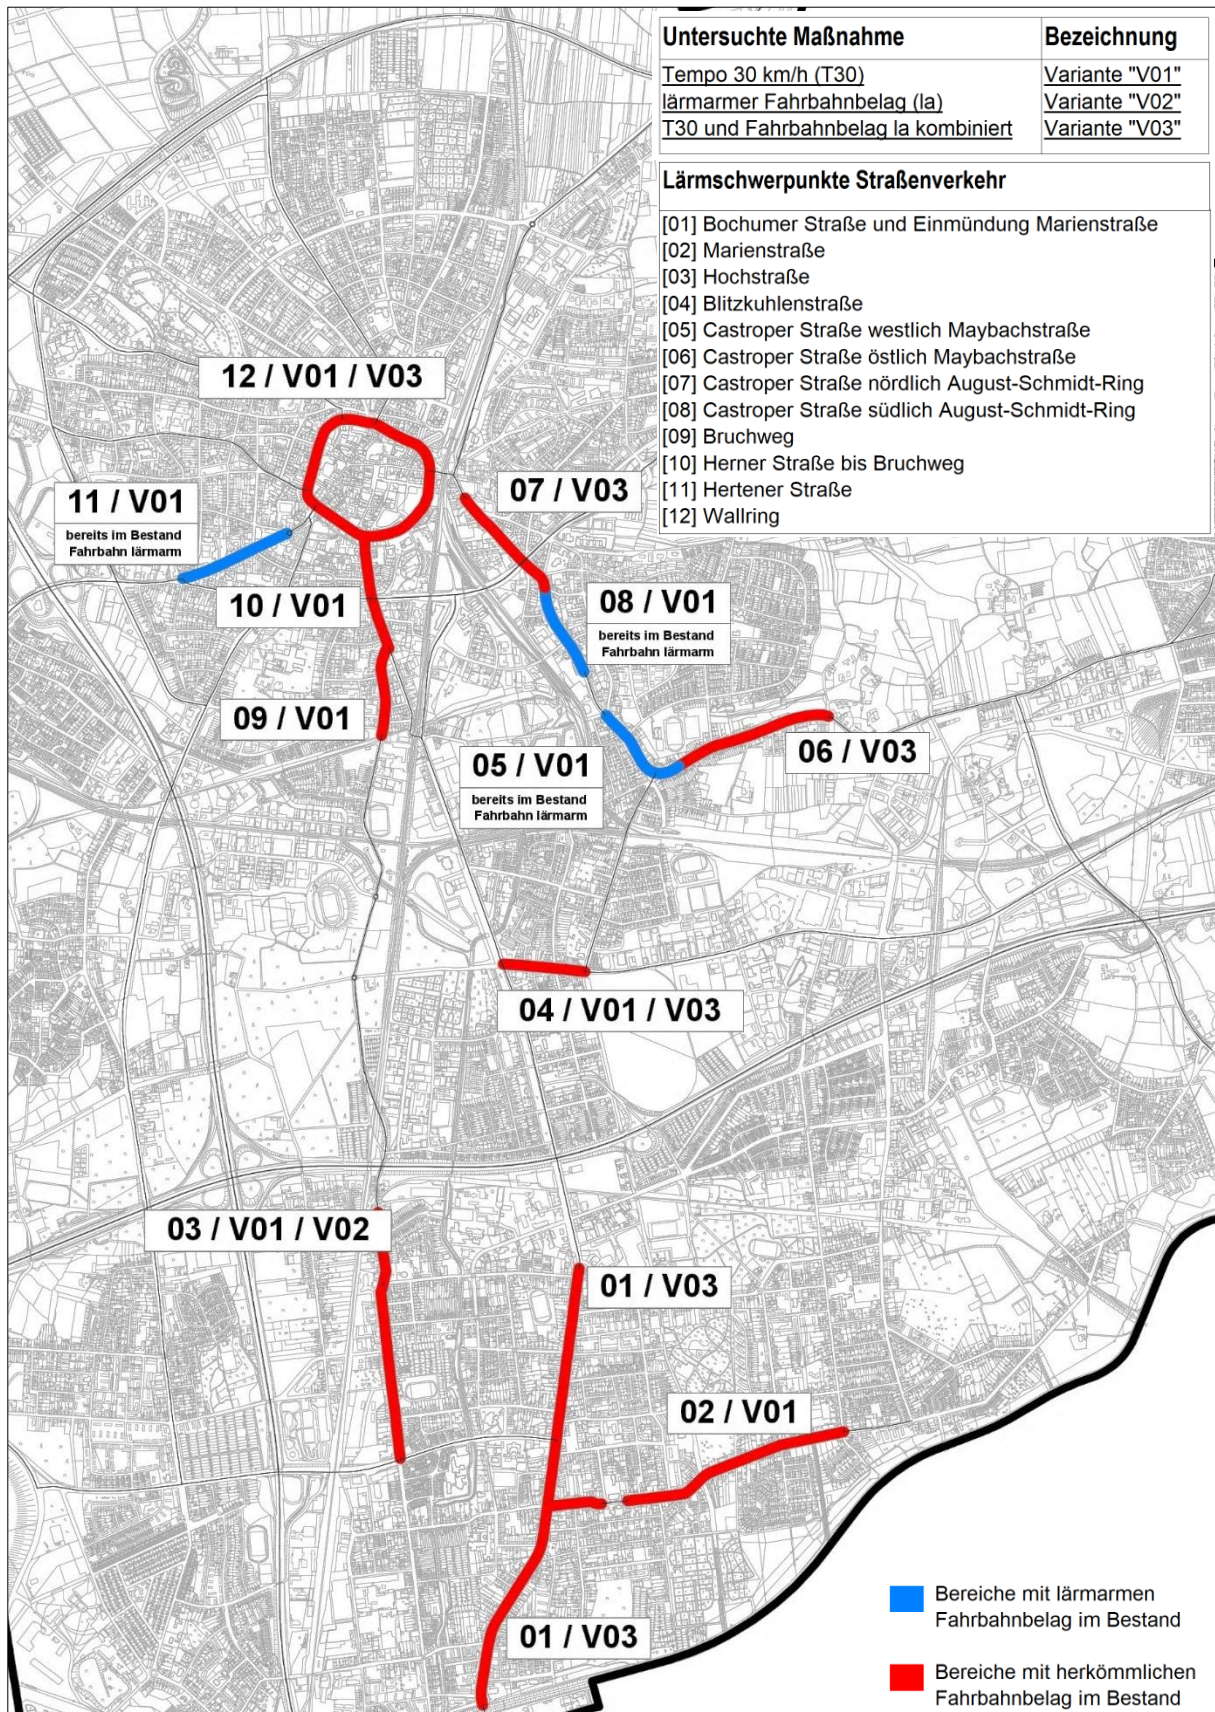 Untersuchte Maßnahme Bezeichnung
Tempo 30 km/h (T30) Variante "V01"
lärmarmer Fahrbahnbelag (la) Variante "V02"
T30 und Fahrbahnbelag la kombiniert Variante "V03"
Lärmschwerpunkte Straßenverkehr
[01] Bochumer Straße und Einmündung Marienstraße
[02] Marienstraße
[03] Hochstraße
[04] Blitzkuhlenstraße
[05] Castroper Straße westlich Maybachstraße
[06] Castroper Straße östlich Maybachstraße
[07] Castroper Straße nördlich August-Schmidt-Ring
[08] Castroper Straße südlich August-Schmidt-Ring
[09] Bruchweg
[10] Herner Straße bis Bruchweg
[11] Hertener Straße
[12] Wallring
12 / V01 / V03
07 / V03
11 / V01
bereits im Bestand
Fahrbahn lärmarm
10 / V01
08 / V01
bereits im Bestand
Fahrbahn lärmarm
09 / V01
06 / V03
05 / V01
bereits im Bestand
Fahrbahn lärmarm
04 / V01 / V03
03 / V01 / V02
01 / V03
02 / V01
01 / V03
Bereiche mit lärmarmen
Fahrbahnbelag im Bestand
Bereiche mit herkömmlichen
Fahrbahnbelag im Bestand